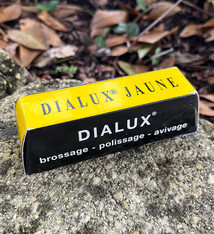 DIALUX® JAUNE
DIALUX®
brossage - polissage - avivage